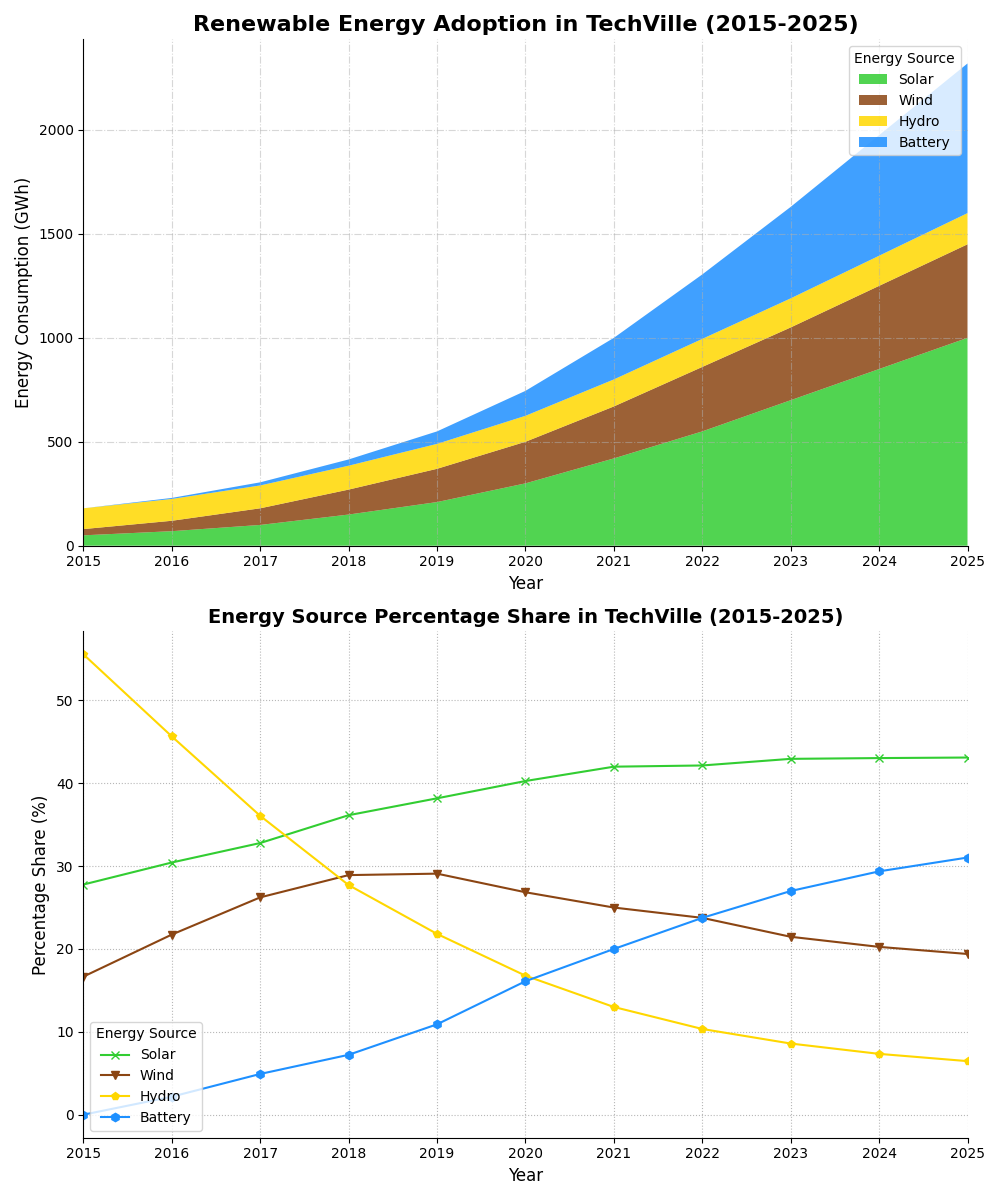 Renewable Energy Adoption in TechVille (2015-2025)
Energy Consumption (GWh)
2000
1500
1000
500
0
Energy Source
Solar
Wind
Hydro
Battery
2015 2016 2017 2018 2019 2020 2021 2022 2023 2024 2025
Year
Energy Source Percentage Share in TechVille (2015-2025)
Percentage Share (%)
50
40
30
20
10
0
Energy Source
Solar
Wind
Hydro
Battery
2015 2016 2017 2018 2019 2020 2021 2022 2023 2024 2025
Year